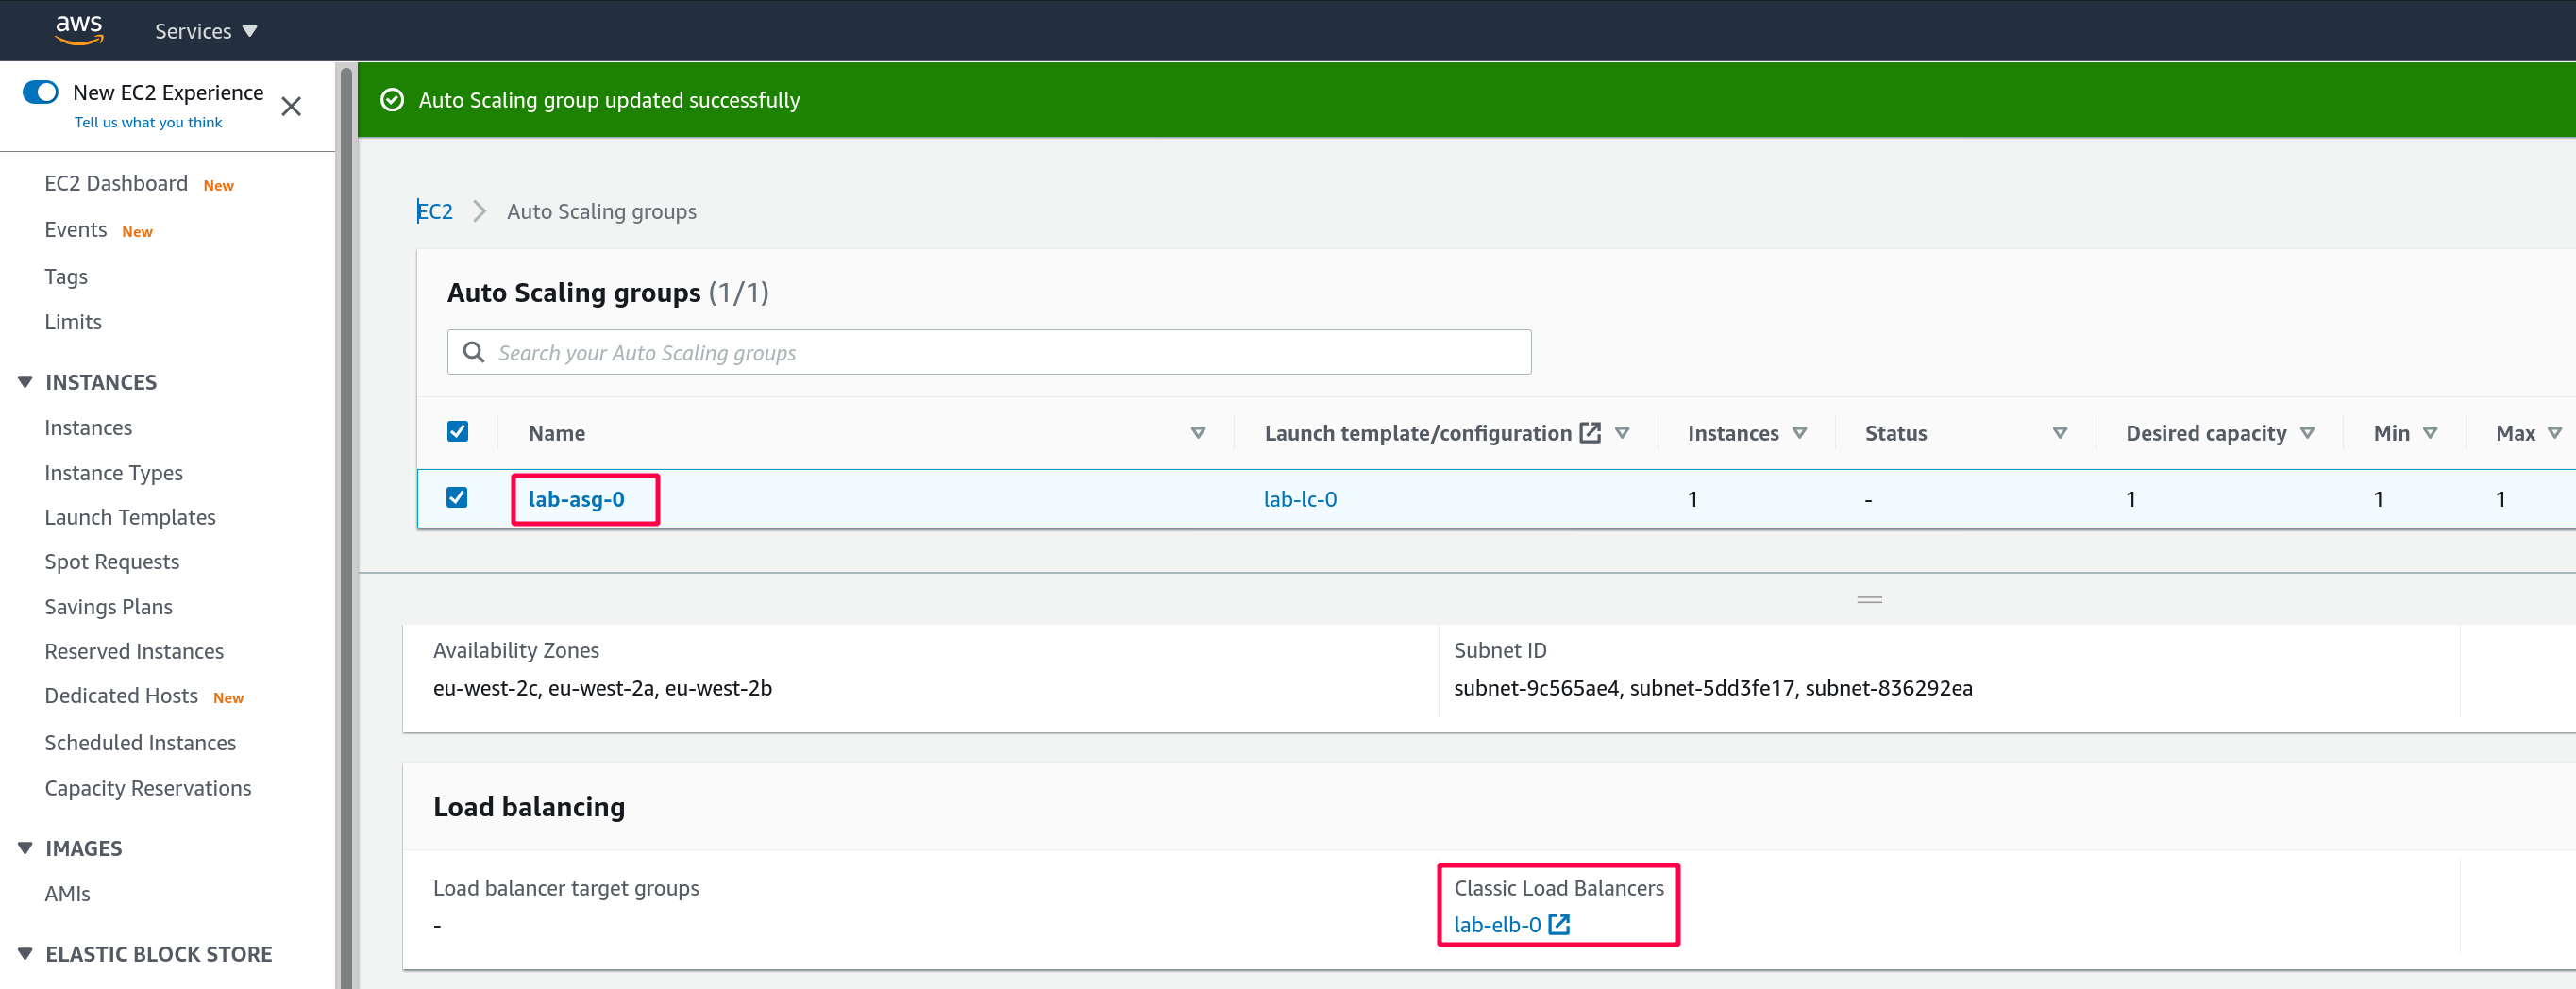 aws
Services
New EC2 Experience
Tell us what you think
EC2 Dashboard New
Events New
Tags
Limits
INSTANCES
Instances
Instance Types
Launch Templates
Spot Requests
Savings Plans
Reserved Instances
Dedicated Hosts New
Scheduled Instances
Capacity Reservations
IMAGES
AMIs
ELASTIC BLOCK STORE
Auto Scaling group updated successfully
EC2 Auto Scaling groups
Auto Scaling groups (1/1)
Search your Auto Scaling groups
Name Launch template/configuration Instances Status Desired capacity Min Max
lab-asg-0 lab-lc-0 1 - 1 1 1
Availability Zones Subnet ID
eu-west-2c, eu-west-2a, eu-west-2b subnet-9c565ae4, subnet-5dd3fe17, subnet-836292ea
Load balancing
Load balancer target groups Classic Load Balancers
- lab-elb-0